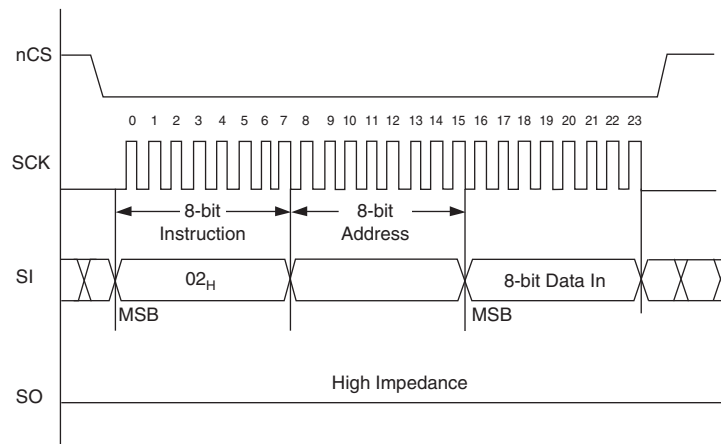 nCS
0 1 2 3 4 5 6 7 8 9 10 11 12 13 14 15 16 17 18 19 20 21 22 23
SCK
8-bit 8-bit
Instruction Address
SI 02H 8-bit Data In
MSB MSB
High Impedance
SO